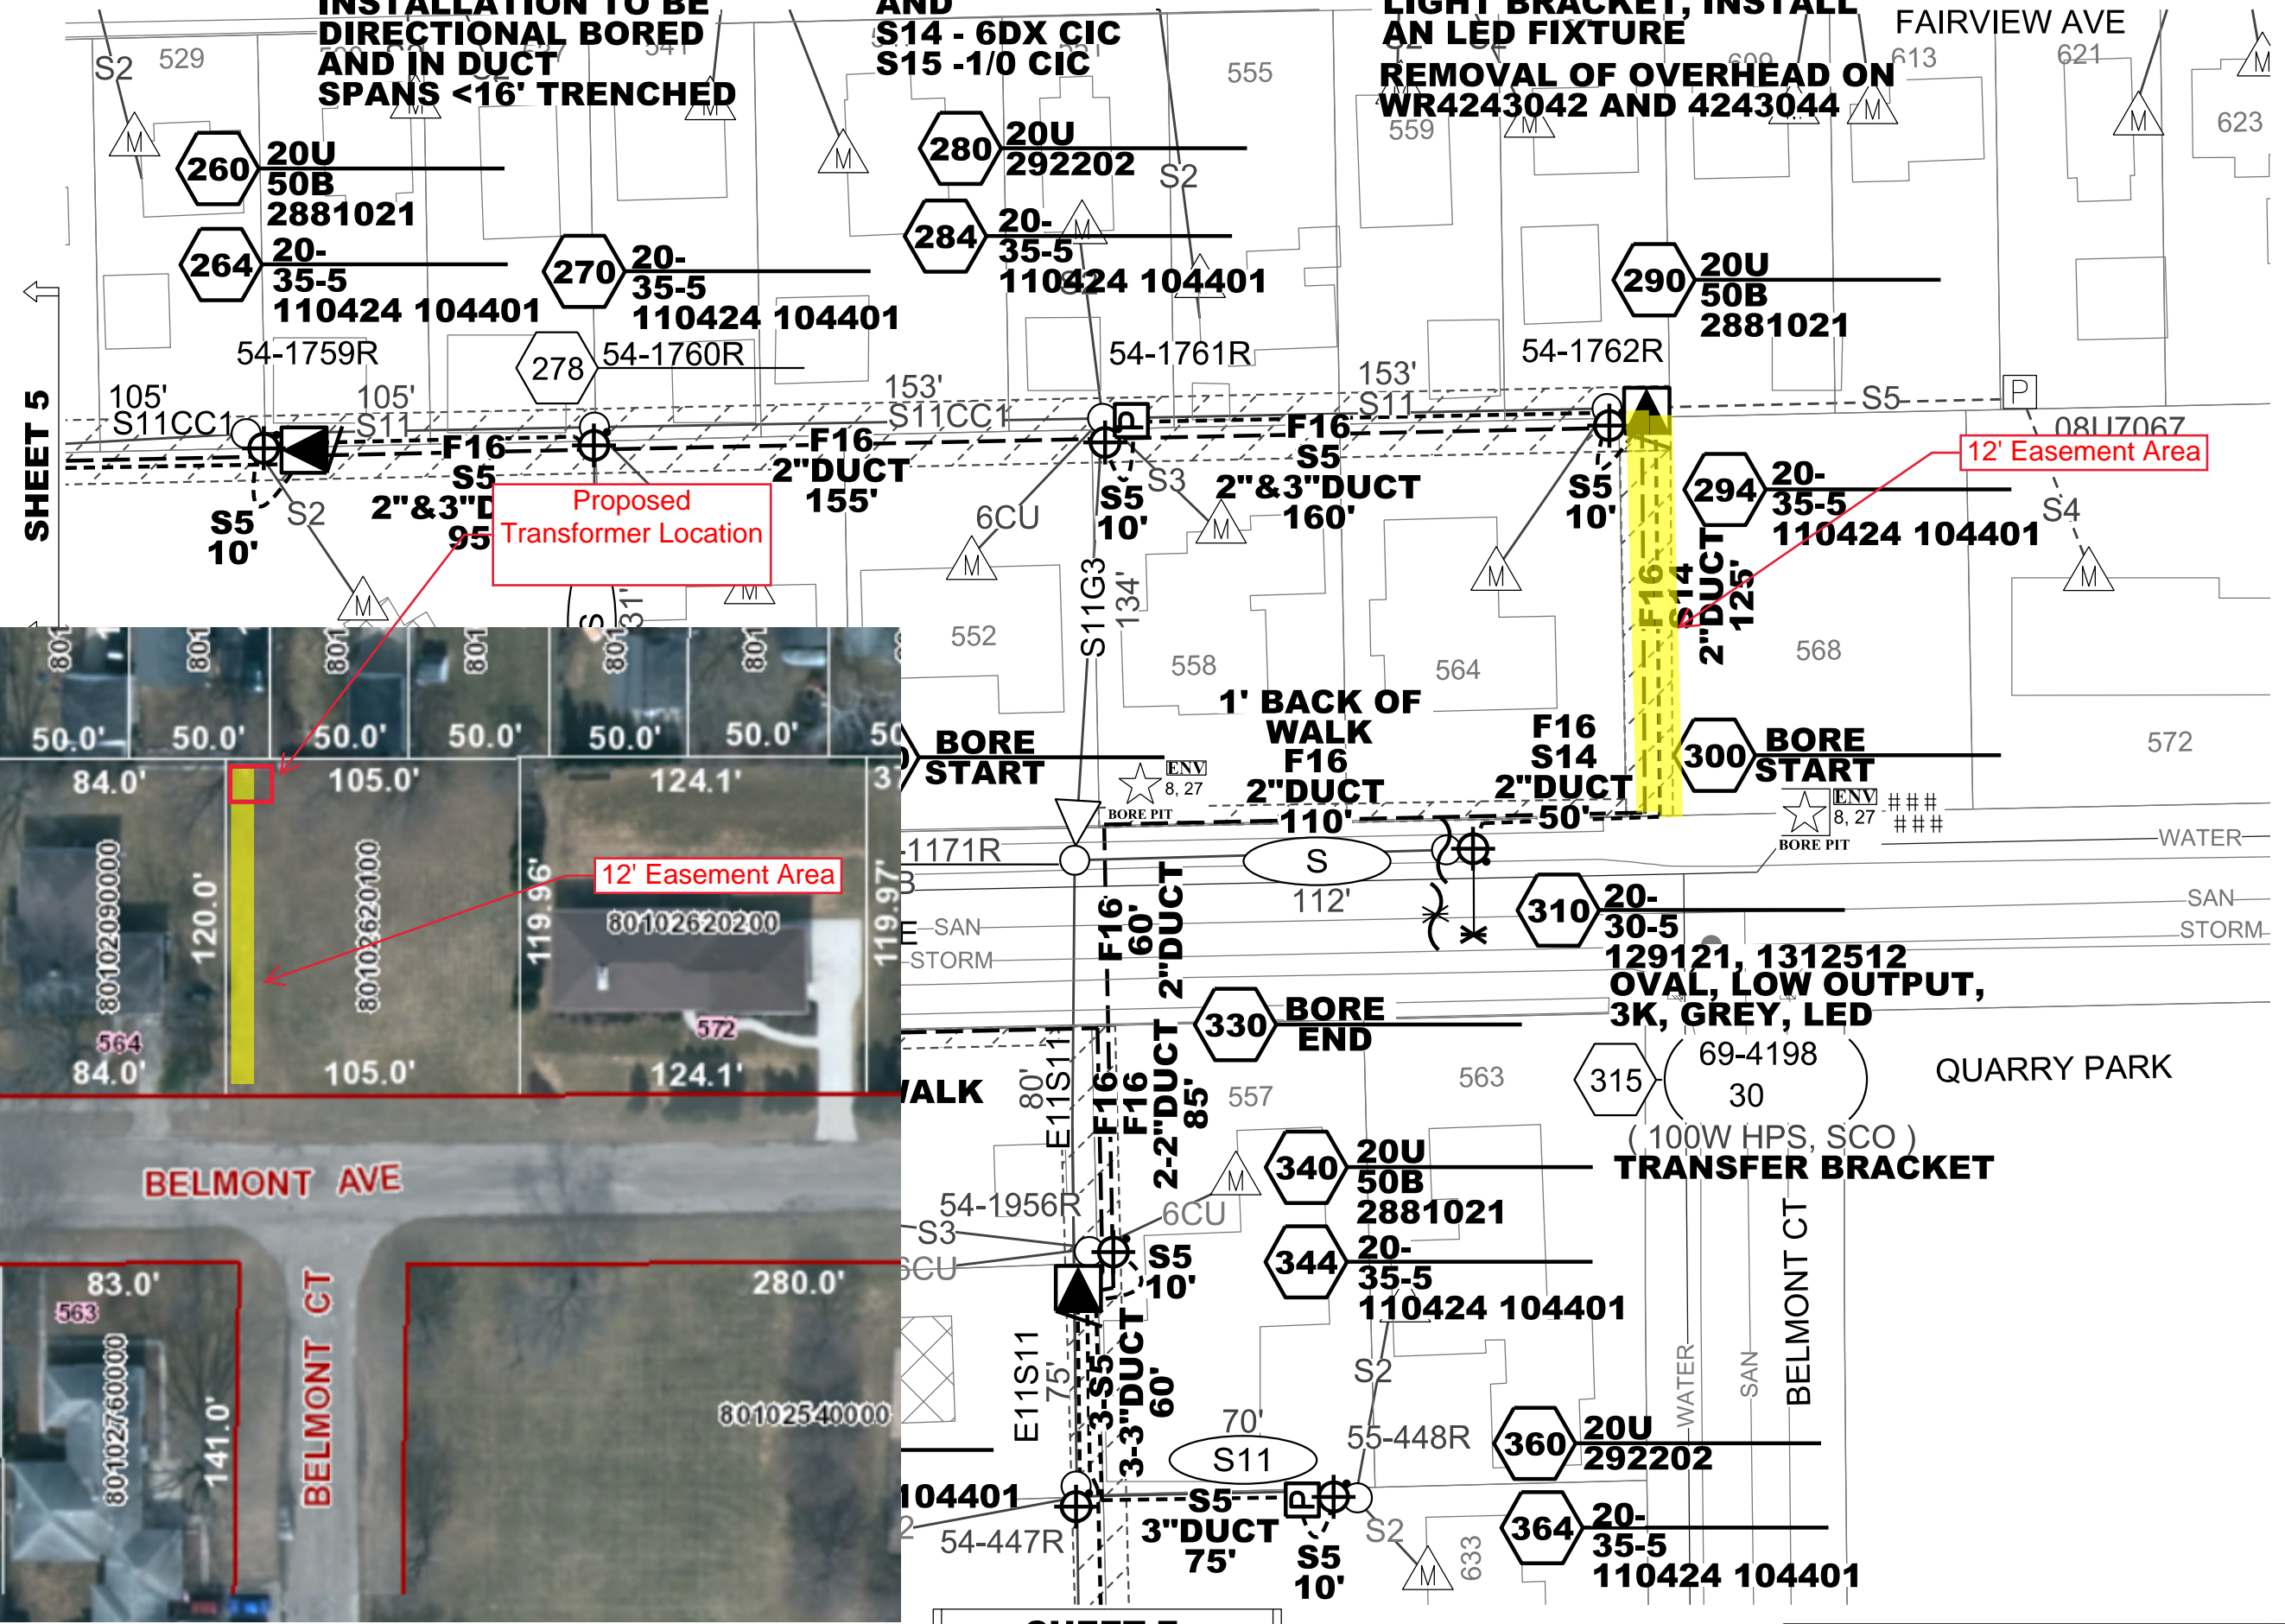 INSTALLATION TO BE
DIRECTIONAL BORED
AND IN DUCT
SPANS <16' TRENCHED
AND
S14 - 6DX CIC
S15 -1/0 CIC
LIGHT BRACKET, INSTALL
AN LED FIXTURE
REMOVAL OF OVERHEAD ON
WR4243042 AND 4243044
FAIRVIEW AVE
S2
529
541
555
559
609
613
621
623
M
M
M
M
M
M
M
M
M
S2
M
M
260
20U
50B
2881021
264
20-
35-5
110424 104401
270
20-
35-5
110424 104401
280
20U
292202
284
20-
35-5
110424 104401
S2
290
20U
50B
2881021
54-1759R
278
54-1760R
54-1761R
54-1762R
SHEET 5
105'
S11CC1
105'
S11
153'
S11CC1
153'
S11
S5
P
08U7067
P
F16
S5
2"&3"D
95
F16
2"DUCT
155'
F16
S5
2"&3"DUCT
160'
S5
10'
S2
S5
10'
S3
S5
10'
12' Easement Area
294
20-
35-5
110424 104401
S4
Proposed
Transformer Location
6CU
M
M
M
M
M
M
S
31'
S11G3
134'
F16
S14
2"DUCT
125'
552
558
564
568
572
801
801
801
801
801
801
50.0'
50.0'
50.0'
50.0'
50.0'
50.0'
50
84.0'
105.0'
124.1'
37
80102090000
120.0'
80102620100
119.96'
80102620200
119.97'
12' Easement Area
564
572
84.0'
105.0'
124.1'
BELMONT AVE
83.0'
563
280.0'
80102760000
141.0'
BELMONT CT
80102540000
BORE
START
1' BACK OF
WALK
F16
2"DUCT
110'
F16
S14
2"DUCT
50'
300
BORE
START
ENV
8, 27
BORE PIT
ENV
8, 27
BORE PIT
# # #
# # #
-1171R
S
112'
WATER
SAN
STORM
SAN
STORM
F16
60'
2"DUCT
310
20-
30-5
129121, 1312512
OVAL, LOW OUTPUT,
3K, GREY, LED
330
BORE
END
315
69-4198
30
( 100W HPS, SCO )
TRANSFER BRACKET
QUARRY PARK
ALK
80'
E11S11
F16
F16
2-2"DUCT
85'
557
563
M
340
20U
50B
2881021
344
20-
35-5
110424 104401
54-1956R
6CU
S3
6CU
S5
10'
E11S11
75'
3-S5
3-3"DUCT
60'
S2
70'
S11
55-448R
360
20U
292202
364
20-
35-5
110424 104401
104401
54-447R
S5
3"DUCT
75'
P
S5
10'
S2
M
633
WATER
SAN
BELMONT CT